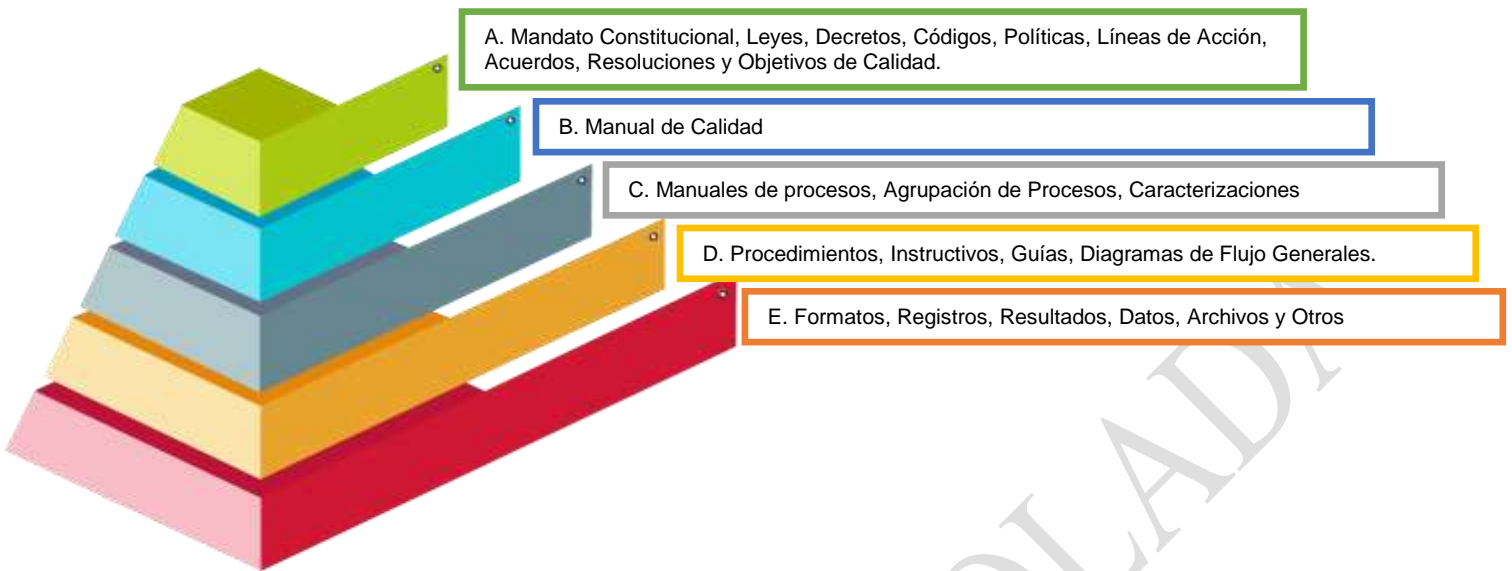 A. Mandato Constitucional, Leyes, Decretos, Códigos, Políticas, Líneas de Acción,
Acuerdos, Resoluciones y Objetivos de Calidad.
B. Manual de Calidad
C. Manuales de procesos, Agrupación de Procesos, Caracterizaciones
D. Procedimientos, Instructivos, Guías, Diagramas de Flujo Generales.
E. Formatos, Registros, Resultados, Datos, Archivos y Otros